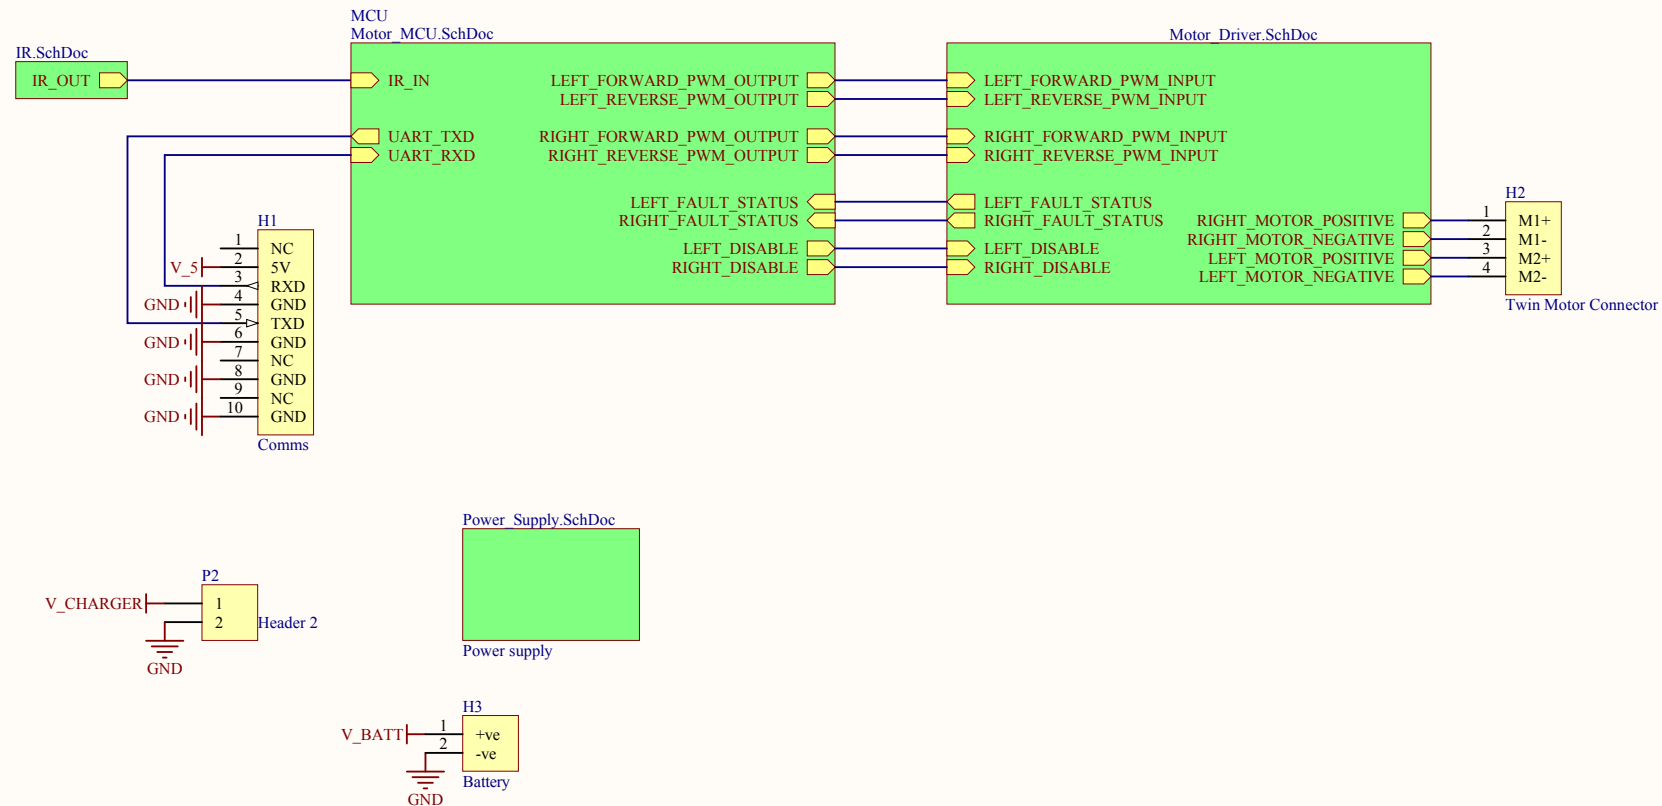 MCU
Motor_MCU.SchDoc
Motor_Driver.SchDoc
IR.SchDoc
IR_OUT
IR_IN
LEFT_FORWARD_PWM_OUTPUT
LEFT_FORWARD_PWM_INPUT
LEFT_REVERSE_PWM_OUTPUT
LEFT_REVERSE_PWM_INPUT
UART_TXD
RIGHT_FORWARD_PWM_OUTPUT
RIGHT_FORWARD_PWM_INPUT
UART_RXD
RIGHT_REVERSE_PWM_OUTPUT
RIGHT_REVERSE_PWM_INPUT
LEFT_FAULT_STATUS
LEFT_FAULT_STATUS
RIGHT_FAULT_STATUS
RIGHT_FAULT_STATUS
LEFT_DISABLE
LEFT_DISABLE
RIGHT_DISABLE
RIGHT_DISABLE
RIGHT_MOTOR_POSITIVE
RIGHT_MOTOR_NEGATIVE
LEFT_MOTOR_POSITIVE
LEFT_MOTOR_NEGATIVE
H2
1 M1+
2 M1-
3 M2+
4 M2-
Twin Motor Connector
H1
1 NC
V_5 2 5V
3 RXD
GND 4 GND
5 TXD
GND 6 GND
7 NC
GND 8 GND
9 NC
GND 10 GND
Comms
Power_Supply.SchDoc
Power supply
P2
V_CHARGER 1
2 Header 2
GND
H3
V_BATT 1 +ve
2 -ve
Battery
GND